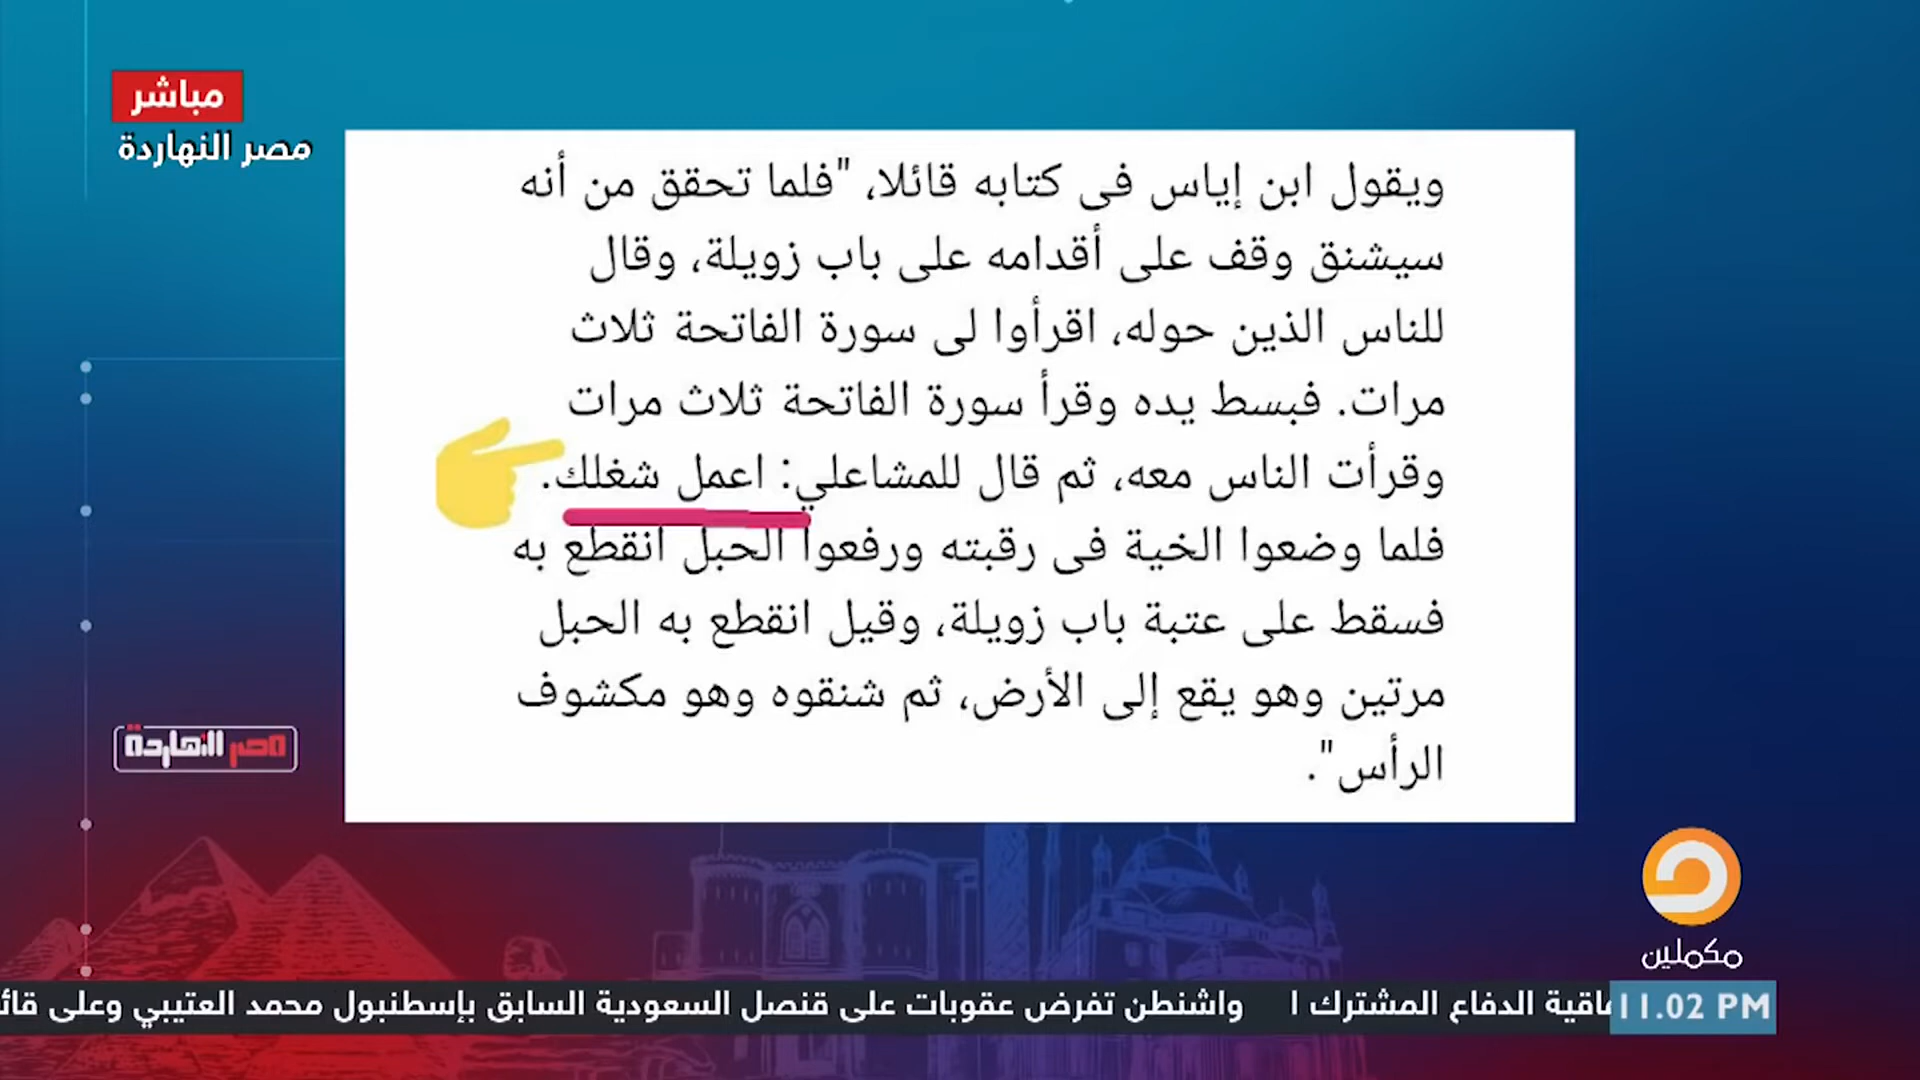 مباشر
مصر النهاردة
ويقول ابن إياس فى كتابه قائلا، "فلما تحقق من أنه
سيشنق وقف على أقدامه على باب زويلة، وقال
للناس الذين حوله، اقرأوا لى سورة الفاتحة ثلاث
مرات. فبسط يده وقرأ سورة الفاتحة ثلاث مرات
وقرأت الناس معه، ثم قال للمشاعلي: اعمل شغلك.
فلما وضعوا الخية فى رقبته ورفعوا الحبل انقطع به
فسقط على عتبة باب زويلة، وقيل انقطع به الحبل
مرتين وهو يقع إلى الأرض، ثم شنقوه وهو مكشوف
الرأس".
مصر النهاردة
مكملين
الدفاع المشترك ا واشنطن تفرض عقوبات على قنصل السعودية السابق بإسطنبول محمد العتيبي وعلى
11.02 PM